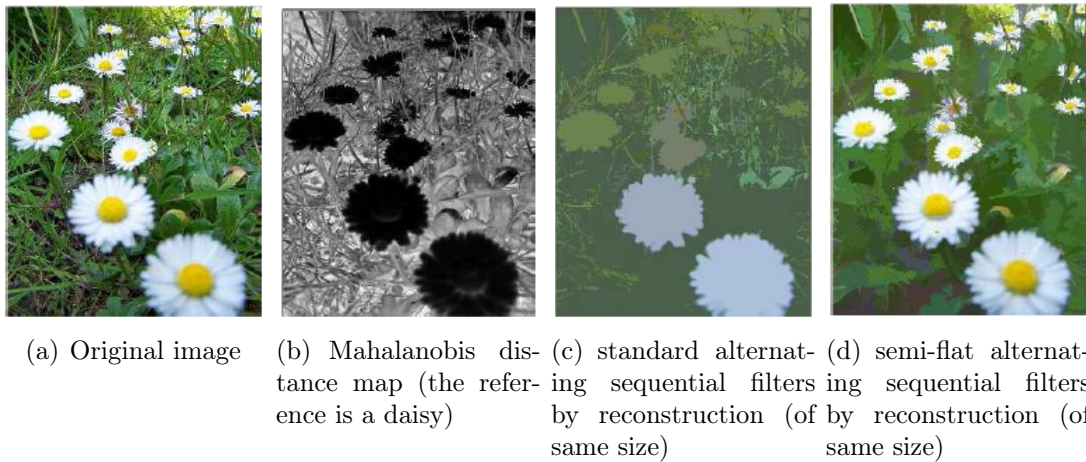 (a) Original image
(b) Mahalanobis dis-
tance map (the refer-
ence is a daisy)
(c) standard alternat-
ing sequential filters
by reconstruction (of
same size)
(d) semi-flat alternat-
ing sequential filters
by reconstruction (of
same size)